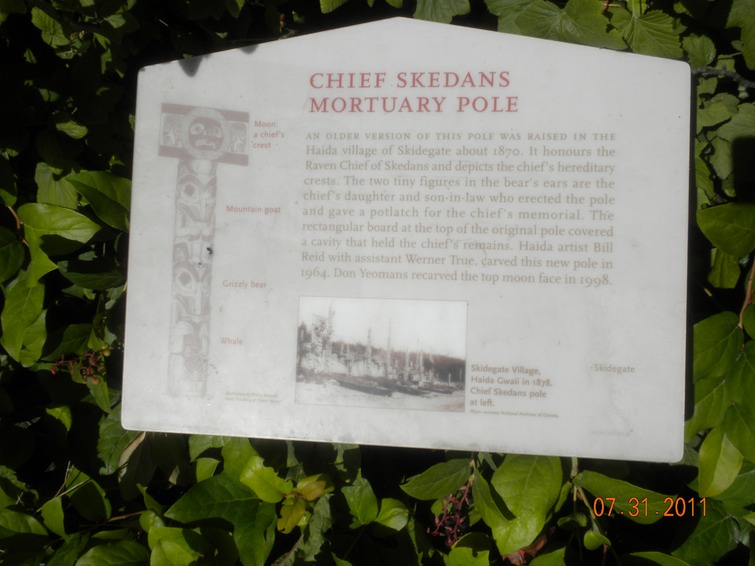 CHIEF SKEDANS
MORTUARY POLE
AN OLDER VERSION OF THIS POLE WAS RAISED IN THE
Haida village of Skidegate about 1870. It honours the
Raven Chief of Skedans and depicts the chief's hereditary
crests. The two tiny figures in the bear's ears are the
chief's daughter and son-in-law who erected the pole
and gave a potlatch for the chief's memorial. The
rectangular board at the top of the original pole covered
a cavity that held the chief's remains. Haida artist Bill
Reid with assistant Werner True, carved this new pole in
1964. Don Yeomans recarved the top moon face in 1998.
Moon:
a chief's
crest
Mountain goat
Grizzly bear
Whale
Skidegate Village,
Haida Gwaii in 1878.
Chief Skedans pole
at left.
Skidegate
07.31.2011